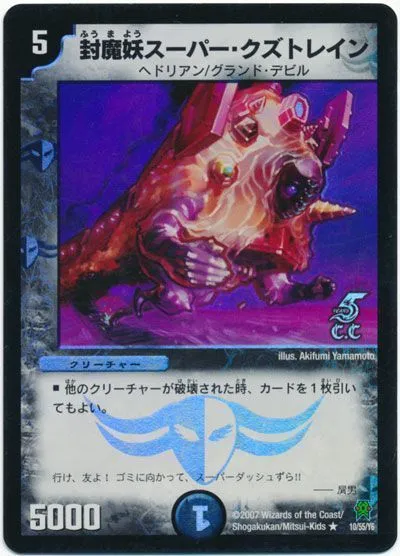 ふうまよう
5
封魔妖スーパー・クズトレイン
ヘドリアン/グランド・デビル
5 YEARS
C.C
illus. Akifumi Yamamoto
クリーチャー
■ 他のクリーチャーが破壊された時、カードを1枚引い
てもよい。
行け、友よ！ ゴミに向かって、スーパーダッシュずら!!
—— 屑男
5000
1
©2007 Wizards of the Coast/
Shogakukan/Mitsui-Kids ★ 10/55/Y6